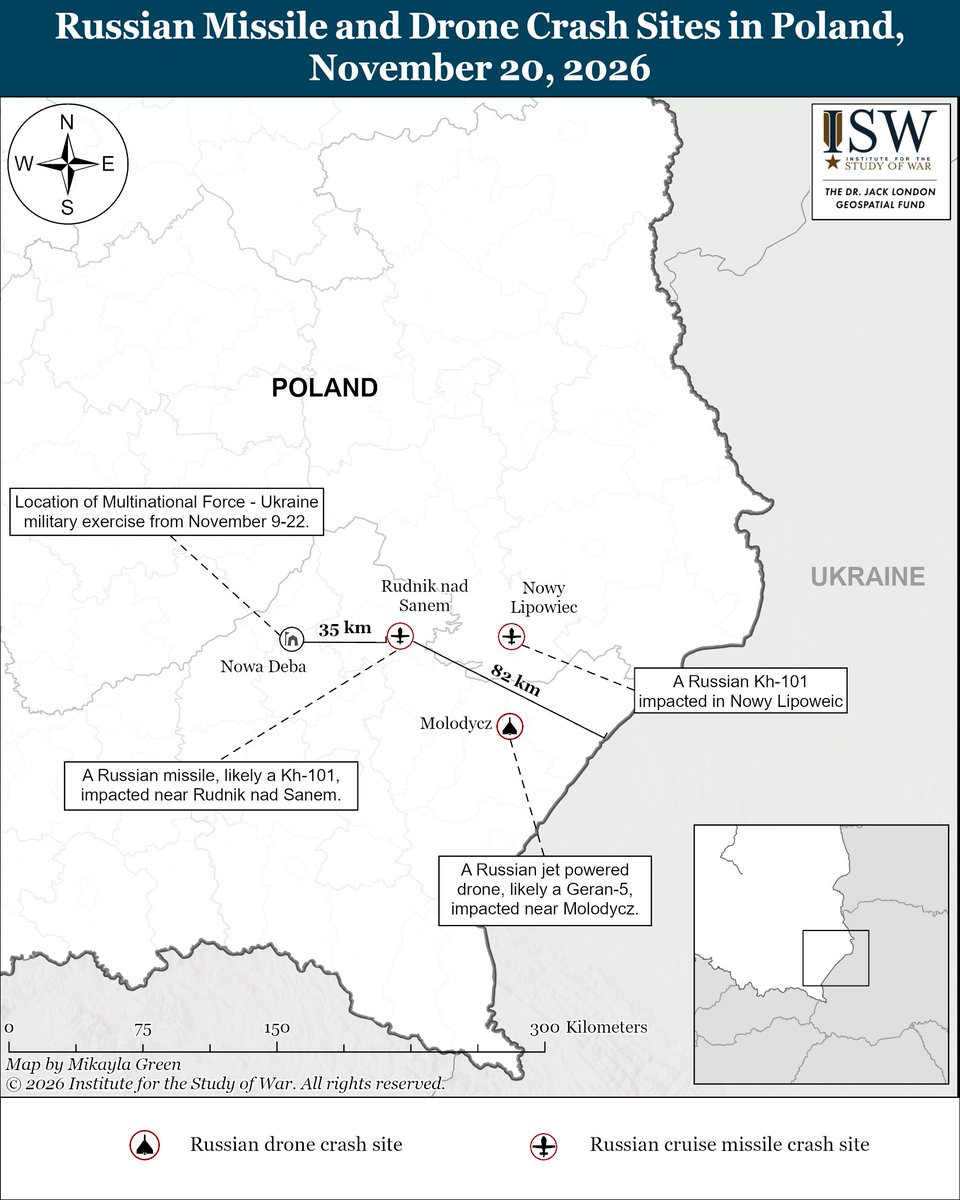 Russian Missile and Drone Crash Sites in Poland,
November 20, 2026
N
W
E
S
ISW
INSTITUTE FOR THE
STUDY OF WAR
THE DR. JACK LONDON
GEOSPATIAL FUND
POLAND
Location of Multinational Force - Ukraine
military exercise from November 9-22.
UKRAINE
Rudnik nad
Sanem
Nowy
Lipowiec
35 km
Nowa Deba
82 km
A Russian Kh-101
impacted in Nowy Lipoweic
Molodycz
A Russian missile, likely a Kh-101,
impacted near Rudnik nad Sanem.
A Russian jet powered
drone, likely a Geran-5,
impacted near Molodycz.
0
75
150
300 Kilometers
Map by Mikayla Green
© 2026 Institute for the Study of War. All rights reserved.
Russian drone crash site
Russian cruise missile crash site